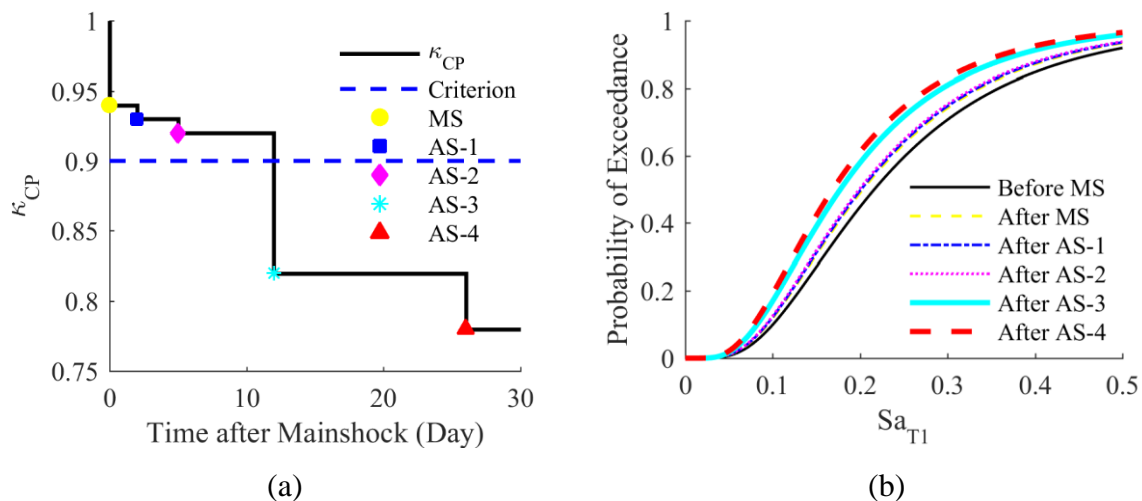 1
0.95
0.9
0.85
0.8
0.75
κCP
0
10
20
30
Time after Mainshock (Day)
κCP
Criterion
MS
AS-1
AS-2
AS-3
AS-4
(a)
1
0.8
0.6
0.4
0.2
0
Probability of Exceedance
0
0.1
0.2
0.3
0.4
0.5
SaT1
Before MS
After MS
After AS-1
After AS-2
After AS-3
After AS-4
(b)